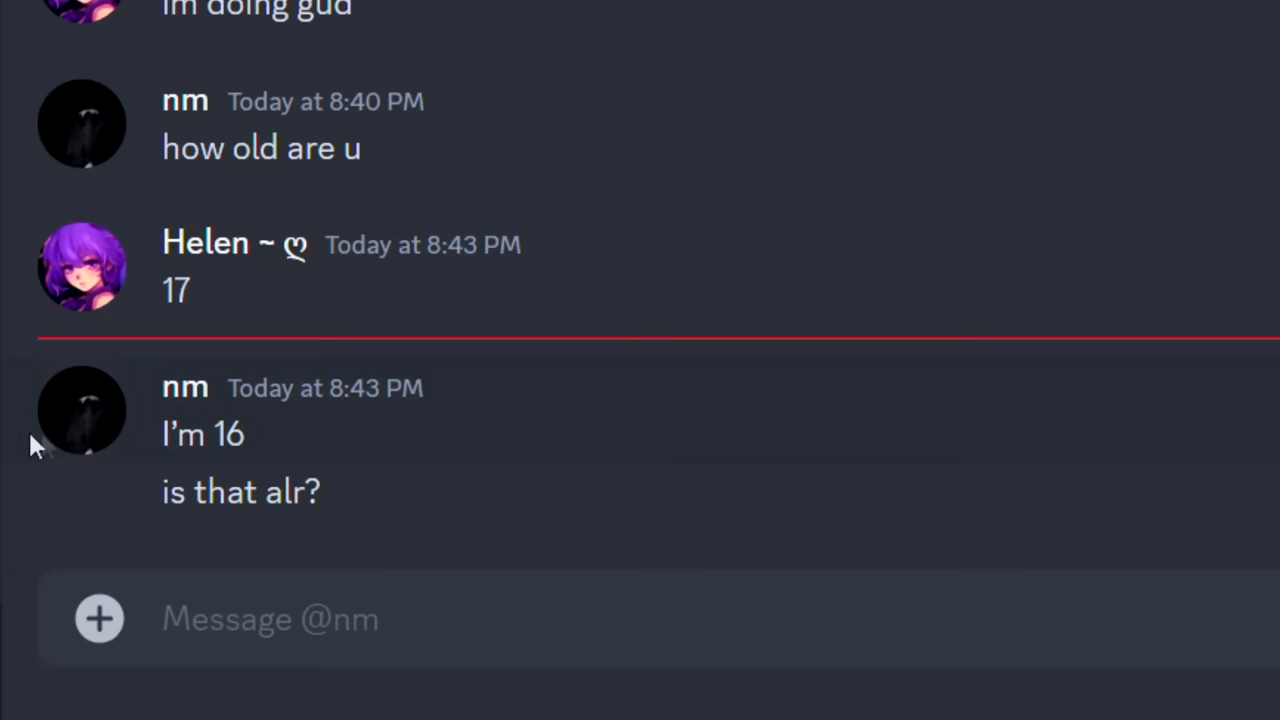 im doing gud
nm Today at 8:40 PM
how old are u
Helen ~ ღ Today at 8:43 PM
17
nm Today at 8:43 PM
I'm 16
is that alr?
Message @nm